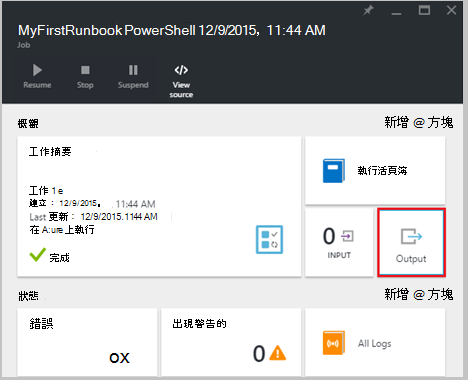 MyFirstRunbook PowerShell 12/9/2015, 11:44 AM
Job
Resume
Stop
Suspend
View source
概觀
新增 @ 方塊
工作摘要
工作 1 e
建立： 12/9/2015。 11:44 AM
Last 更新： 12/9/2015.1144 AM
在 A:ure 上執行
完成
執行活頁簿
0
INPUT
Output
狀態
新增 @ 方塊
錯誤
OX
出現警告的
0
All Logs